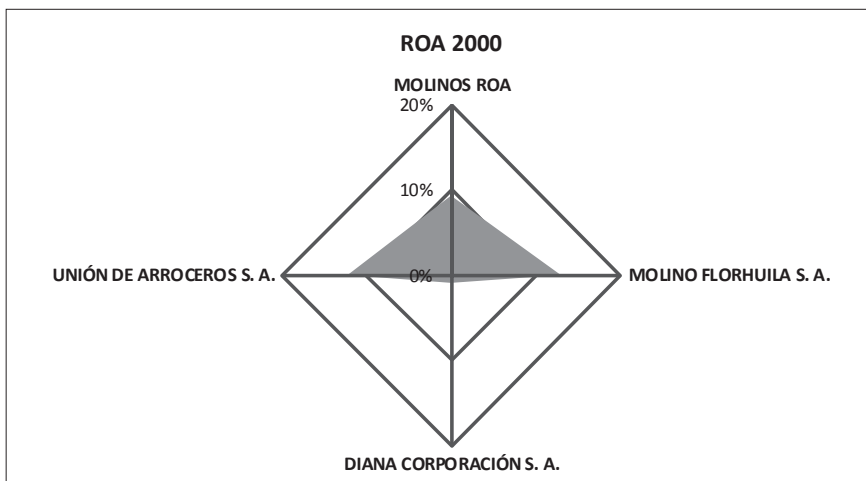 ROA 2000
MOLINOS ROA
20%
10%
0%
UNIÓN DE ARROCEROS S. A.
MOLINO FLORHUILA S. A.
DIANA CORPORACIÓN S. A.